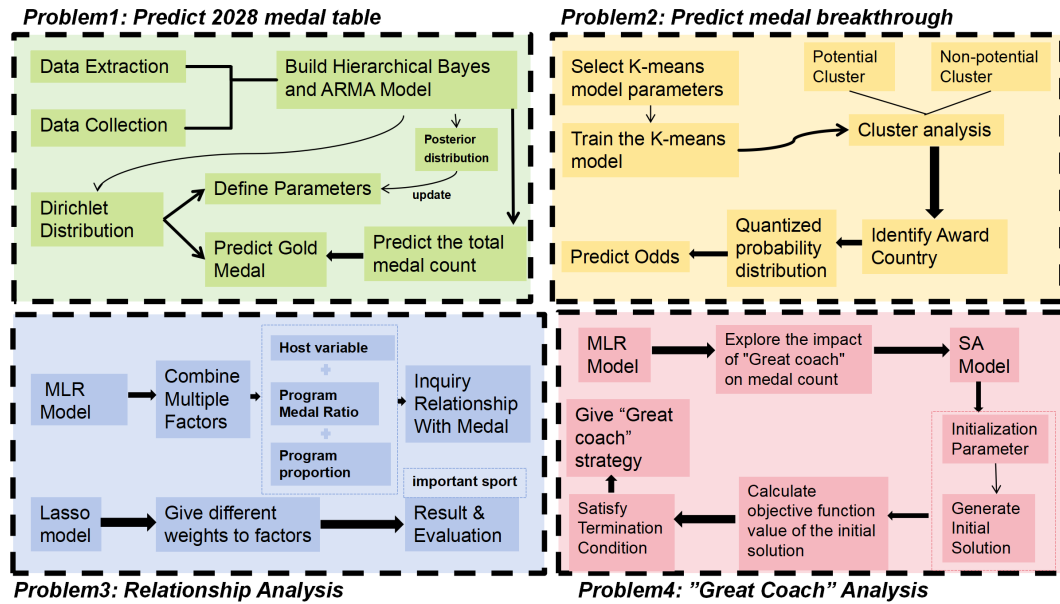 Problem1: Predict 2028 medal table
Data Extraction
Data Collection
Build Hierarchical Bayes
and ARMA Model
Posterior
distribution
Define Parameters
update
Dirichlet
Distribution
Predict Gold
Medal
Predict the total
medal count
Problem2: Predict medal breakthrough
Select K-means
model parameters
Train the K-means
model
Potential
Cluster
Non-potential
Cluster
Cluster analysis
Identify Award
Country
Quantized
probability
distribution
Predict Odds
MLR
Model
Combine
Multiple
Factors
Host variable
+
Program
Medal Ratio
+
Program
proportion
Inquiry
Relationship
With Medal
important sport
Lasso
model
Give different
weights to factors
Result &
Evaluation
Problem3: Relationship Analysis
MLR
Model
Explore the impact
of "Great coach"
on medal count
SA
Model
Initialization
Parameter
Generate
Initial
Solution
Calculate
objective function
value of the initial
solution
Satisfy
Termination
Condition
Give “Great
coach”
strategy
Problem4: ”Great Coach” Analysis